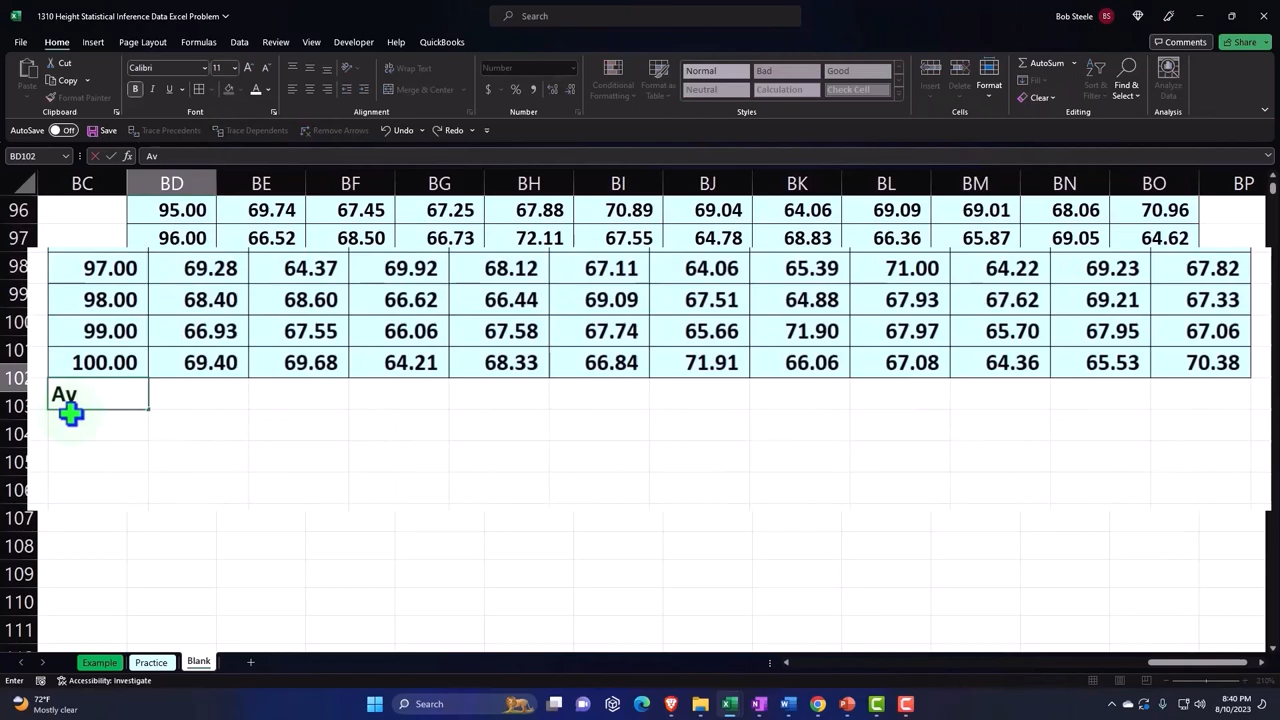 1310 Height Statistical Inference Data Excel Problem
Search
Bob Steele BS
File Home Insert Page Layout Formulas Data Review View Developer Help QuickBooks
Comments Share
Paste Cut Copy Format Painter Clipboard
Calibri 11 Font
Wrap Text Merge & Center Alignment
Number Number
Conditional Formatting Format as Table Normal Bad Good Neutral Calculation Check Cell Styles
Insert Delete Format Cells
AutoSum Fill Clear Sort & Filter Find & Select Editing
Analyze Data Analysis
AutoSave Off Save Trace Precedents Trace Dependents Remove Arrows Undo Redo
BD102 fx Av
BC BD BE BF BG BH BI BJ BK BL BM BN BO BP
96 95.00 69.74 67.45 67.25 67.88 70.89 69.04 64.06 69.09 69.01 68.06 70.96
97 96.00 66.52 68.50 66.73 72.11 67.55 64.78 68.83 66.36 65.87 69.05 64.62
98 97.00 69.28 64.37 69.92 68.12 67.11 64.06 65.39 71.00 64.22 69.23 67.82
99 98.00 68.40 68.60 66.62 66.44 69.09 67.51 64.88 67.93 67.62 69.21 67.33
100 99.00 66.93 67.55 66.06 67.58 67.74 65.66 71.90 67.97 65.70 67.95 67.06
101 100.00 69.40 69.68 64.21 68.33 66.84 71.91 66.06 67.08 64.36 65.53 70.38
102 Av
103
104
105
106
107
108
109
110
111
Example Practice Blank
Enter Accessibility: Investigate 210%
72°F
Mostly clear
Search
8:40 PM
8/10/2023